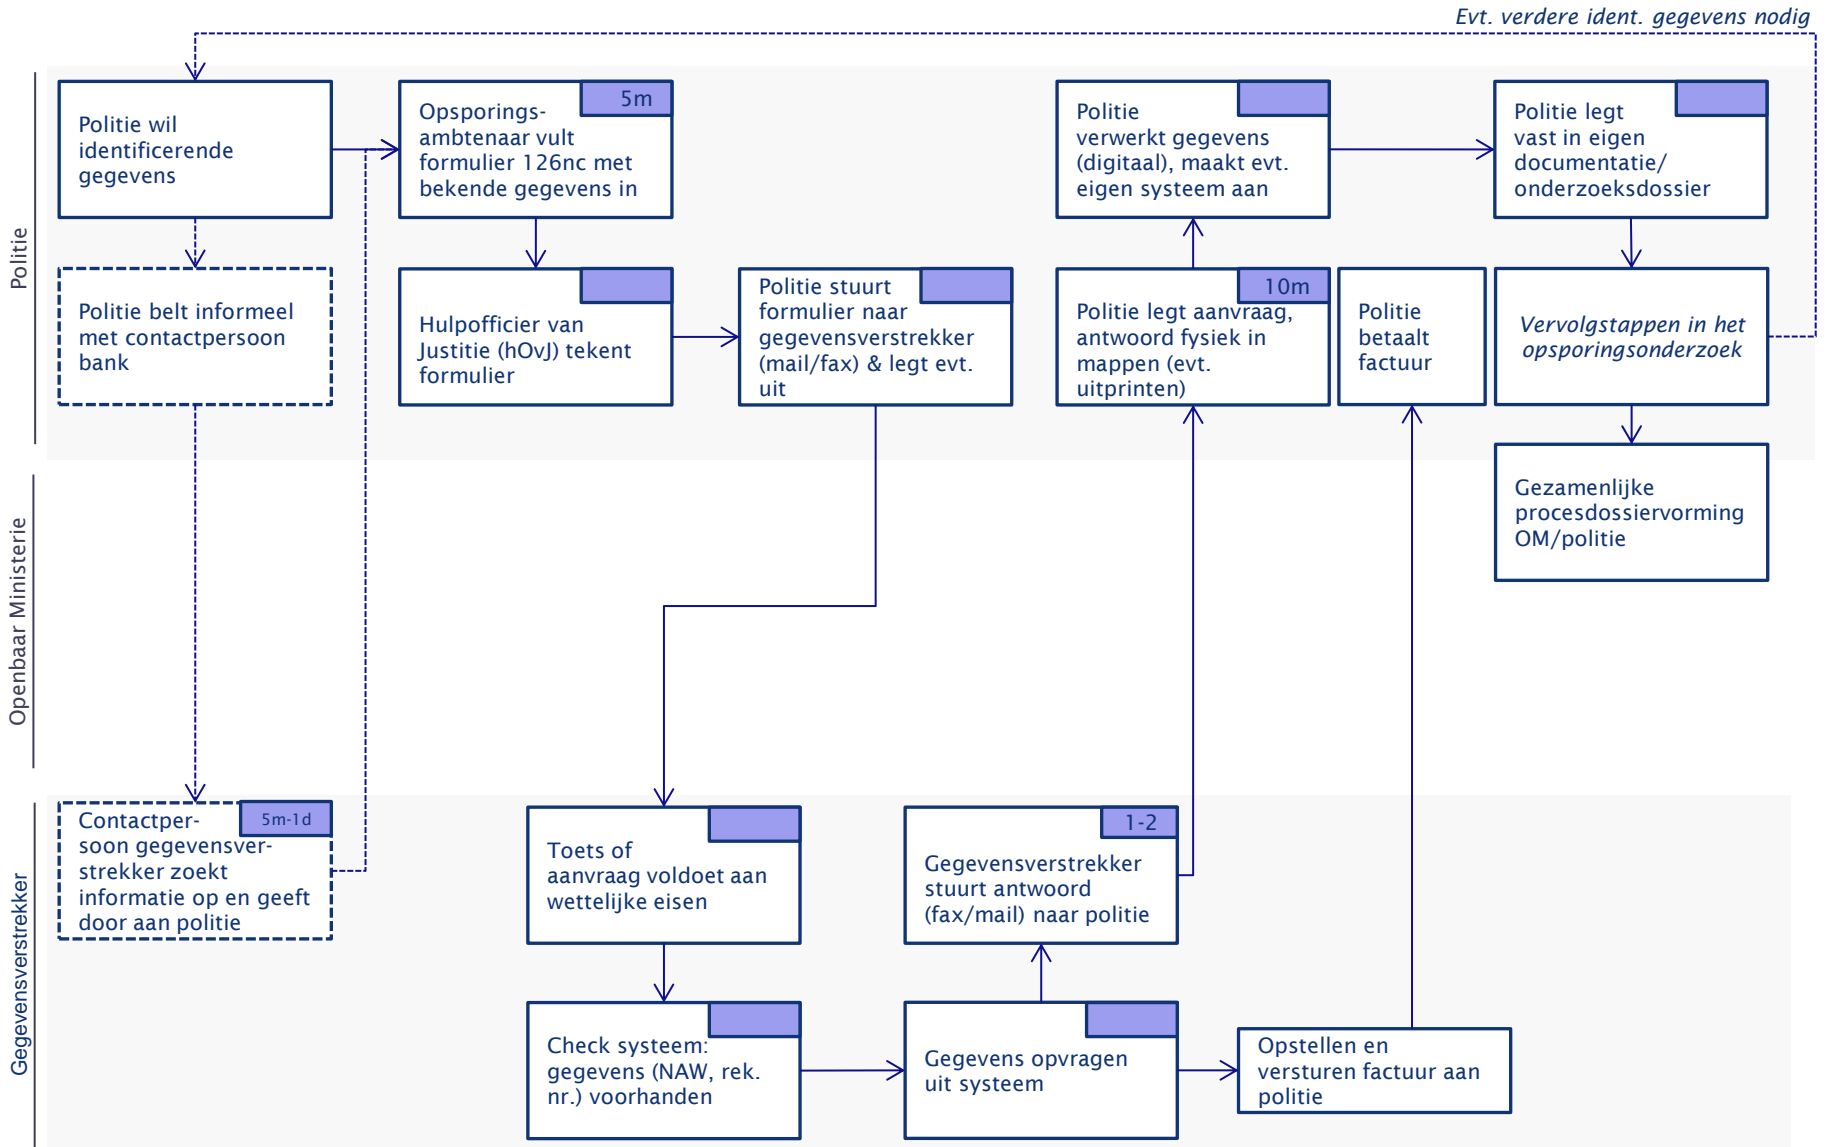 Evt. verdere ident. gegevens nodig
Politie
Politie wil
identificerende
gegevens
5m
Opsporings-
ambtenaar vult
formulier 126nc met
bekende gegevens in
Politie
verwerkt gegevens
(digitaal), maakt evt.
eigen systeem aan
Politie legt
vast in eigen
documentatie/
onderzoeksdossier
Politie belt informeel
met contactpersoon
bank
Hulpofficier van
Justitie (hOvJ) tekent
formulier
Politie stuurt
formulier naar
gegevensverstrekker
(mail/fax) & legt evt.
uit
10m
Politie legt aanvraag,
antwoord fysiek in
mappen (evt.
uitprinten)
Politie
betaalt
factuur
Vervolgstappen in het
opsporingsonderzoek
Openbaar Ministerie
Gezamenlijke
procesdossiervorming
OM/politie
Gegevensverstrekker
5m-1d
Contactper-
soon gegevensver-
strekker zoekt
informatie op en geeft
door aan politie
Toets of
aanvraag voldoet aan
wettelijke eisen
1-2
Gegevensverstrekker
stuurt antwoord
(fax/mail) naar politie
Check systeem:
gegevens (NAW, rek.
nr.) voorhanden
Gegevens opvragen
uit systeem
Opstellen en
versturen factuur aan
politie